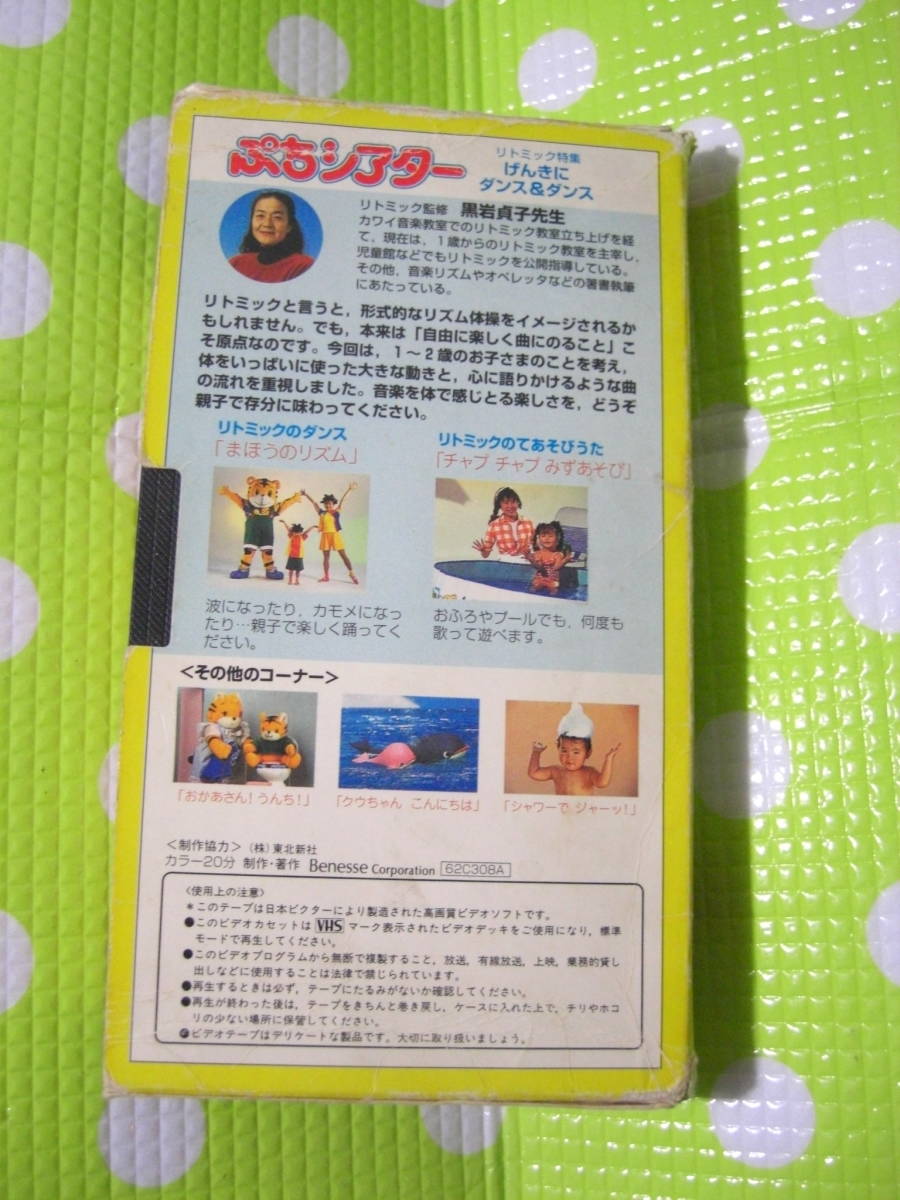 ぷちシアター
リトミック特集
げんきに
ダンス&ダンス
リトミック監修 黒岩貞子先生
カワイ音楽教室でのリトミック教室立ち上げを経
て，現在は，1歳からのリトミック教室を主宰し，
児童館などでもリトミックを公開指導している。
その他，音楽リズムやオペレッタなどの著書執筆
にあたっている。
リトミックと言うと，形式的なリズム体操をイメージされるか
もしれません。でも，本来は「自由に楽しく曲にのること」こ
そ原点なのです。今回は，1～2歳のお子さまのことを考え，
体をいっぱいに使った大きな動きと，心に語りかけるような曲
の流れを重視しました。音楽を体で感じとる楽しさを，どうぞ
親子で存分に味わってください。
リトミックのダンス
「まほうのリズム」
波になったり，カモメになっ
たり…親子で楽しく踊ってく
ださい。
リトミックのてあそびうた
「チャプ チャプ みずあそび」
おふろやプールでも，何度も
歌って遊べます。
＜その他のコーナー＞
「おかあさん！うんち！」
「クウちゃん こんにちは」
「シャワーで ジャーッ！」
＜制作協力＞（株）東北新社
カラー20分 制作・著作 Benesse Corporation 62C308A
〈使用上の注意〉
＊このテープは日本ビクターにより製造された高画質ビデオソフトです。
●このビデオカセットは VHS マーク表示されたビデオデッキをご使用になり，標準
モードで再生してください。
●このビデオプログラムから無断で複製すること，放送，有線放送，上映，業務的貸し
出しなどに使用することは法律で禁じられています。
●再生するときは必ず，テープにたるみがないか確認してください。
●再生が終わった後は，テープをきちんと巻き戻し，ケースに入れた上で，チリやホコ
リの少ない場所に保管してください。
●ビデオテープはデリケートな製品です。大切に取り扱いましょう。